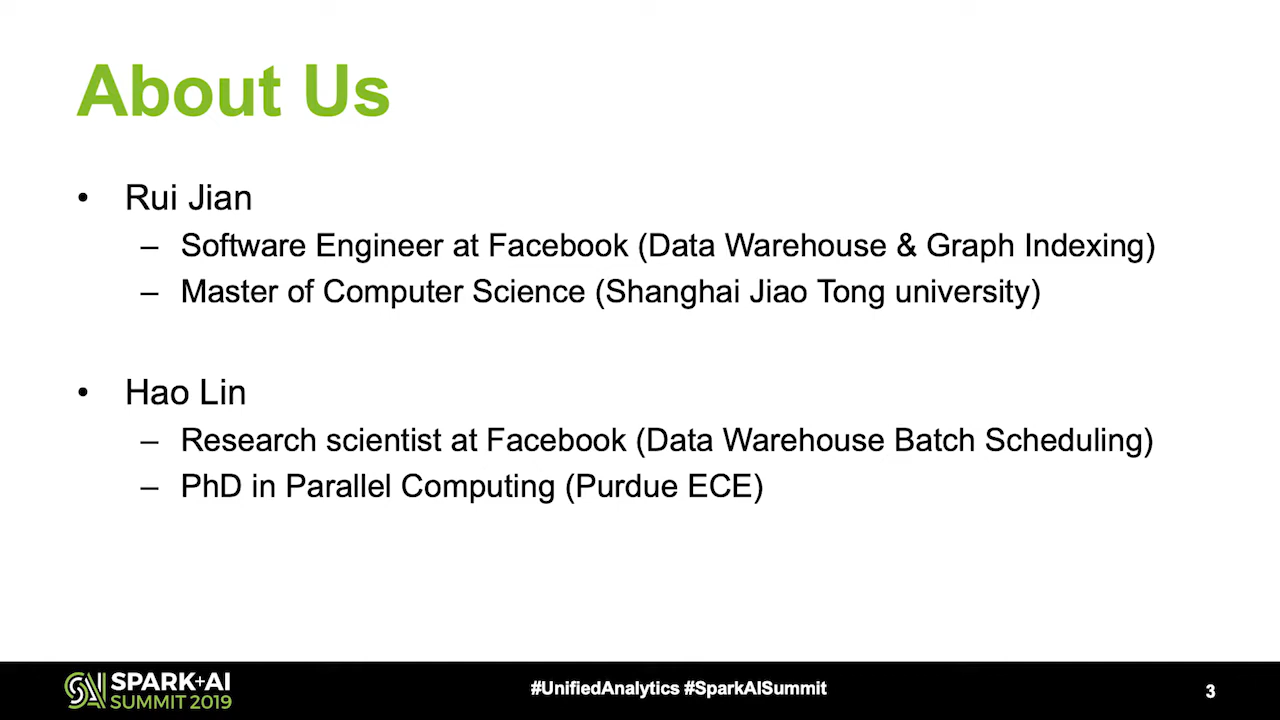 About Us
• Rui Jian
– Software Engineer at Facebook (Data Warehouse & Graph Indexing)
– Master of Computer Science (Shanghai Jiao Tong university)
• Hao Lin
– Research scientist at Facebook (Data Warehouse Batch Scheduling)
– PhD in Parallel Computing (Purdue ECE)
SPARK+AI
SUMMIT 2019
#UnifiedAnalytics #SparkAISummit
3